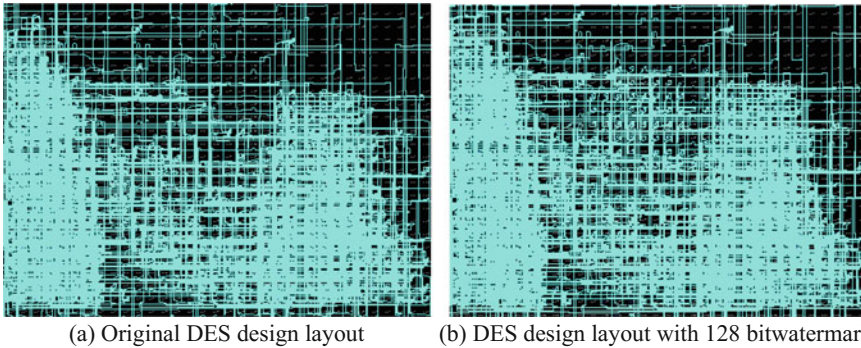 (a) Original DES design layout
(b) DES design layout with 128 bitwatermar